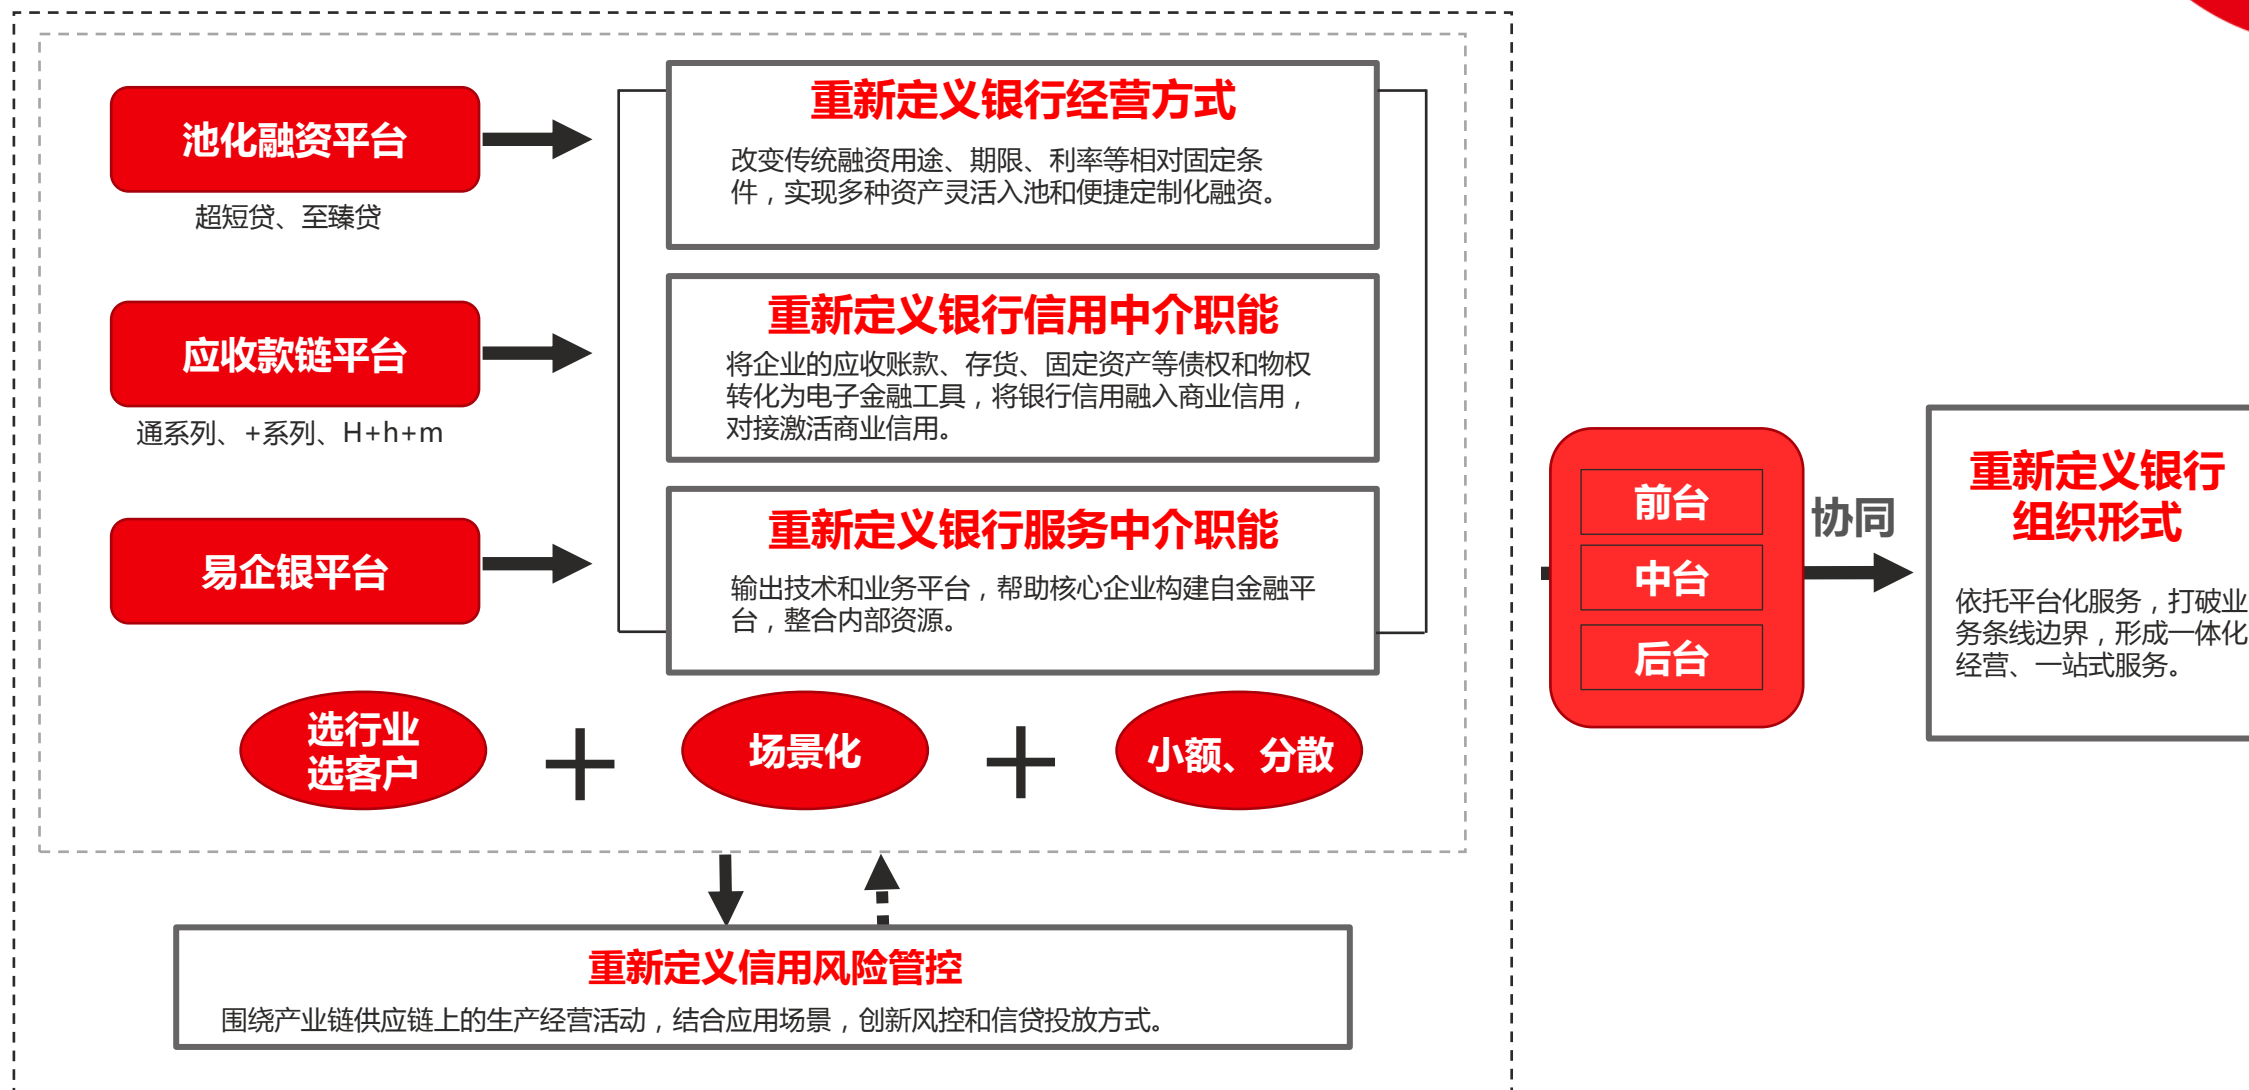 池化融资平台
超短贷、至臻贷
重新定义银行经营方式
改变传统融资用途、期限、利率等相对固定条
件，实现多种资产灵活入池和便捷定制化融资。
应收款链平台
通系列、+系列、H+h+m
重新定义银行信用中介职能
将企业的应收账款、存货、固定资产等债权和物权
转化为电子金融工具，将银行信用融入商业信用，
对接激活商业信用。
易企银平台
重新定义银行服务中介职能
输出技术和业务平台，帮助核心企业构建自金融平
台，整合内部资源。
选行业
选客户
场景化
小额、分散
重新定义信用风险管控
围绕产业链供应链上的生产经营活动，结合应用场景，创新风控和信贷投放方式。
前台
中台
后台
协同
重新定义银行
组织形式
依托平台化服务，打破业
务条线边界，形成一体化
经营、一站式服务。